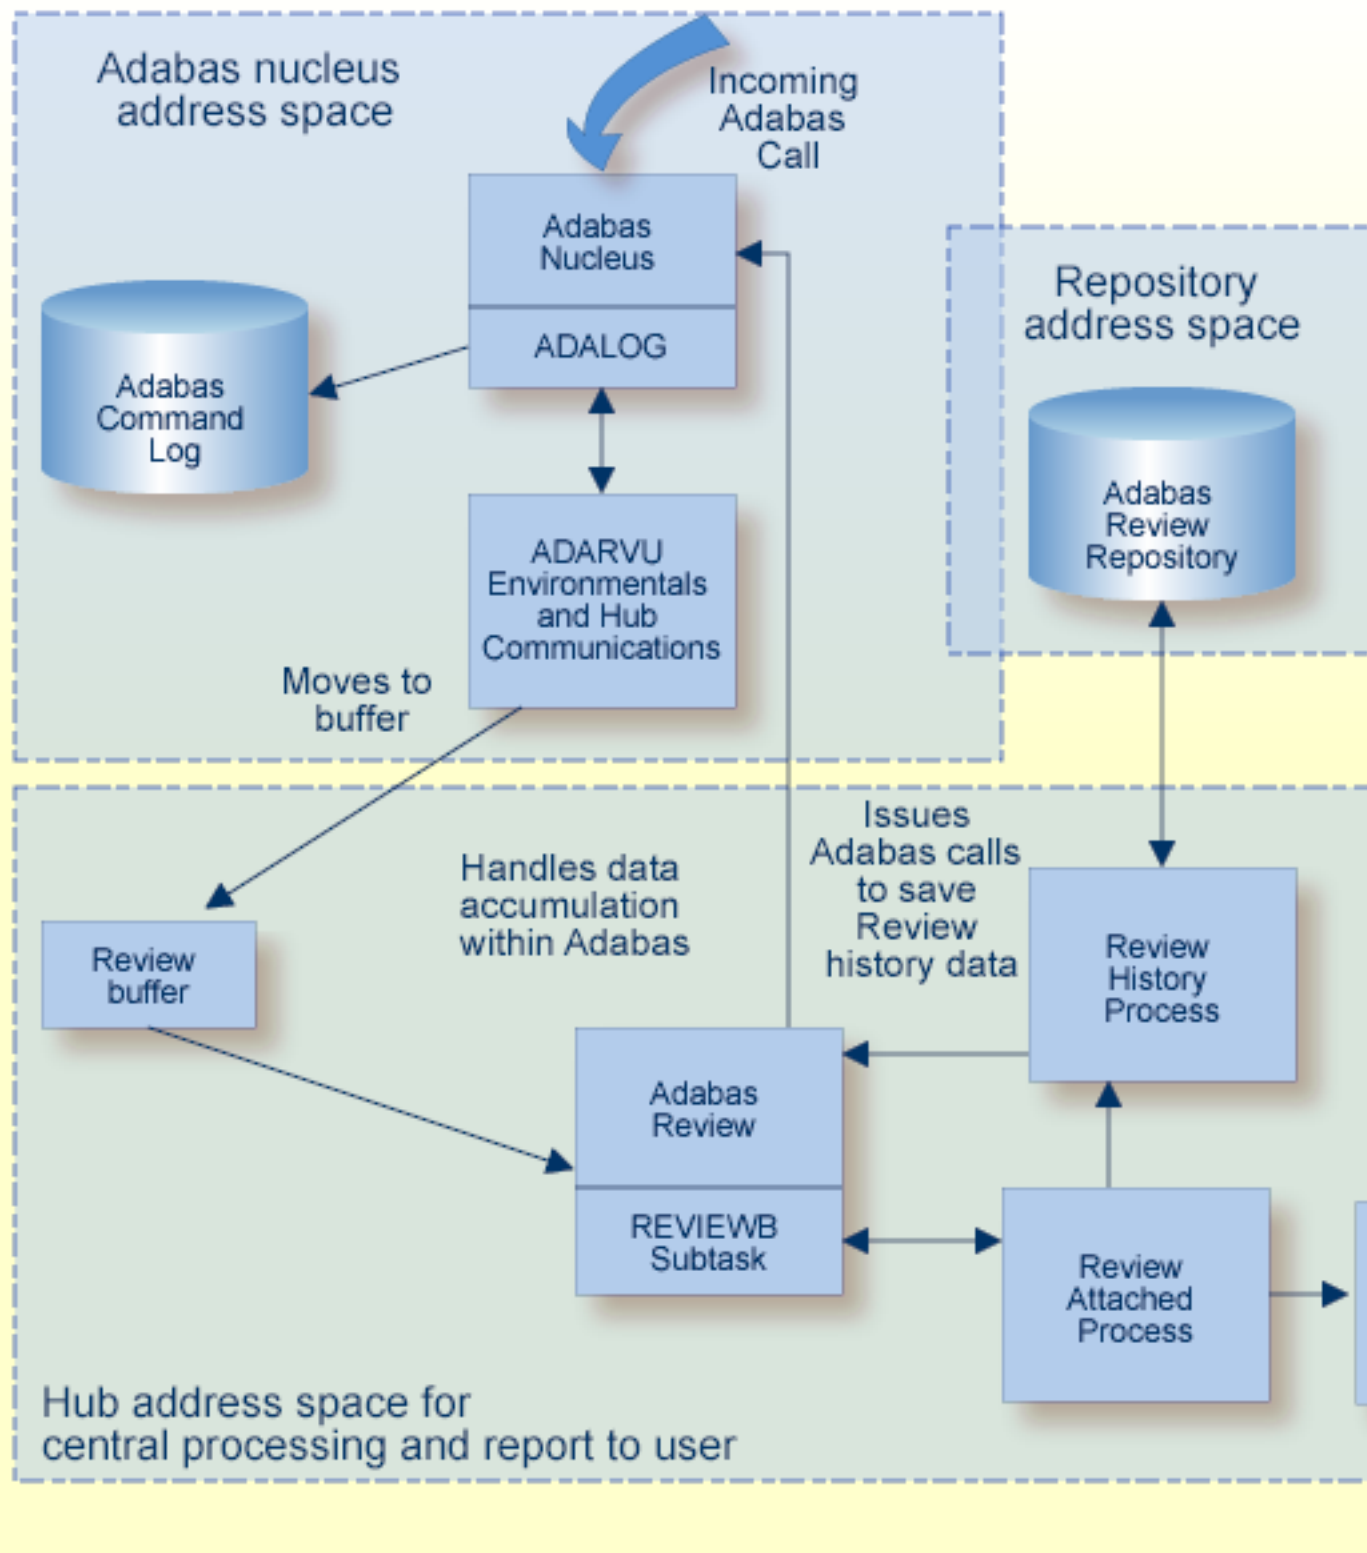 Adabas nucleus
address space
Incoming
Adabas
Call
Adabas
Nucleus
ADALOG
Adabas
Command
Log
Repository
address space
Adabas
Review
Repository
ADARVU
Environmentals
and Hub
Communications
Moves to
buffer
Handles data
accumulation
within Adabas
Issues
Adabas calls
to save
Review
history data
Review
buffer
Review
History
Process
Adabas
Review
REVIEWB
Subtask
Review
Attached
Process
Hub address space for
central processing and report to user